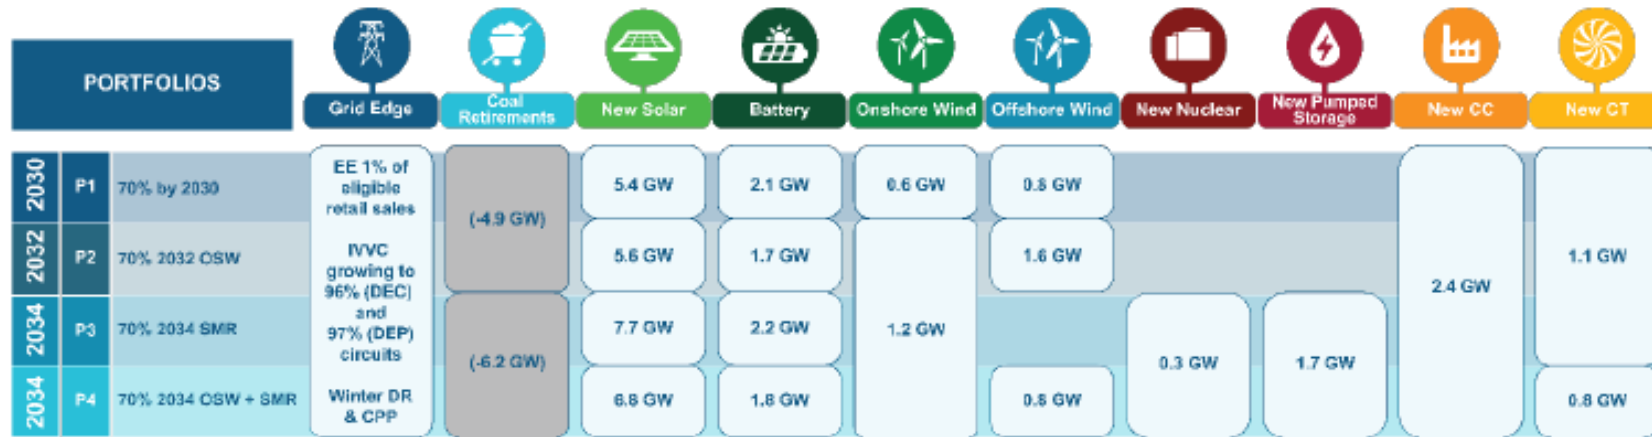 PORTFOLIOS
Grid Edge
Coal
Retirements
New Solar
Battery
Onshore Wind
Offshore Wind
New Nuclear
New Pumped
Storage
New CC
New CT
2030
P1
70% by 2030
EE 1% of
eligible
retail sales
IVVC
growing to
96% (DEC)
and
97% (DEP)
circuits
Winter DR
& CPP
(-4.9 GW)
5.4 GW
2.1 GW
0.6 GW
0.8 GW
2.4 GW
1.1 GW
2032
P2
70% 2032 OSW
5.6 GW
1.7 GW
1.2 GW
1.6 GW
2034
P3
70% 2034 SMR
(-6.2 GW)
7.7 GW
2.2 GW
0.3 GW
1.7 GW
2034
P4
70% 2034 OSW + SMR
6.8 GW
1.8 GW
0.8 GW
0.8 GW